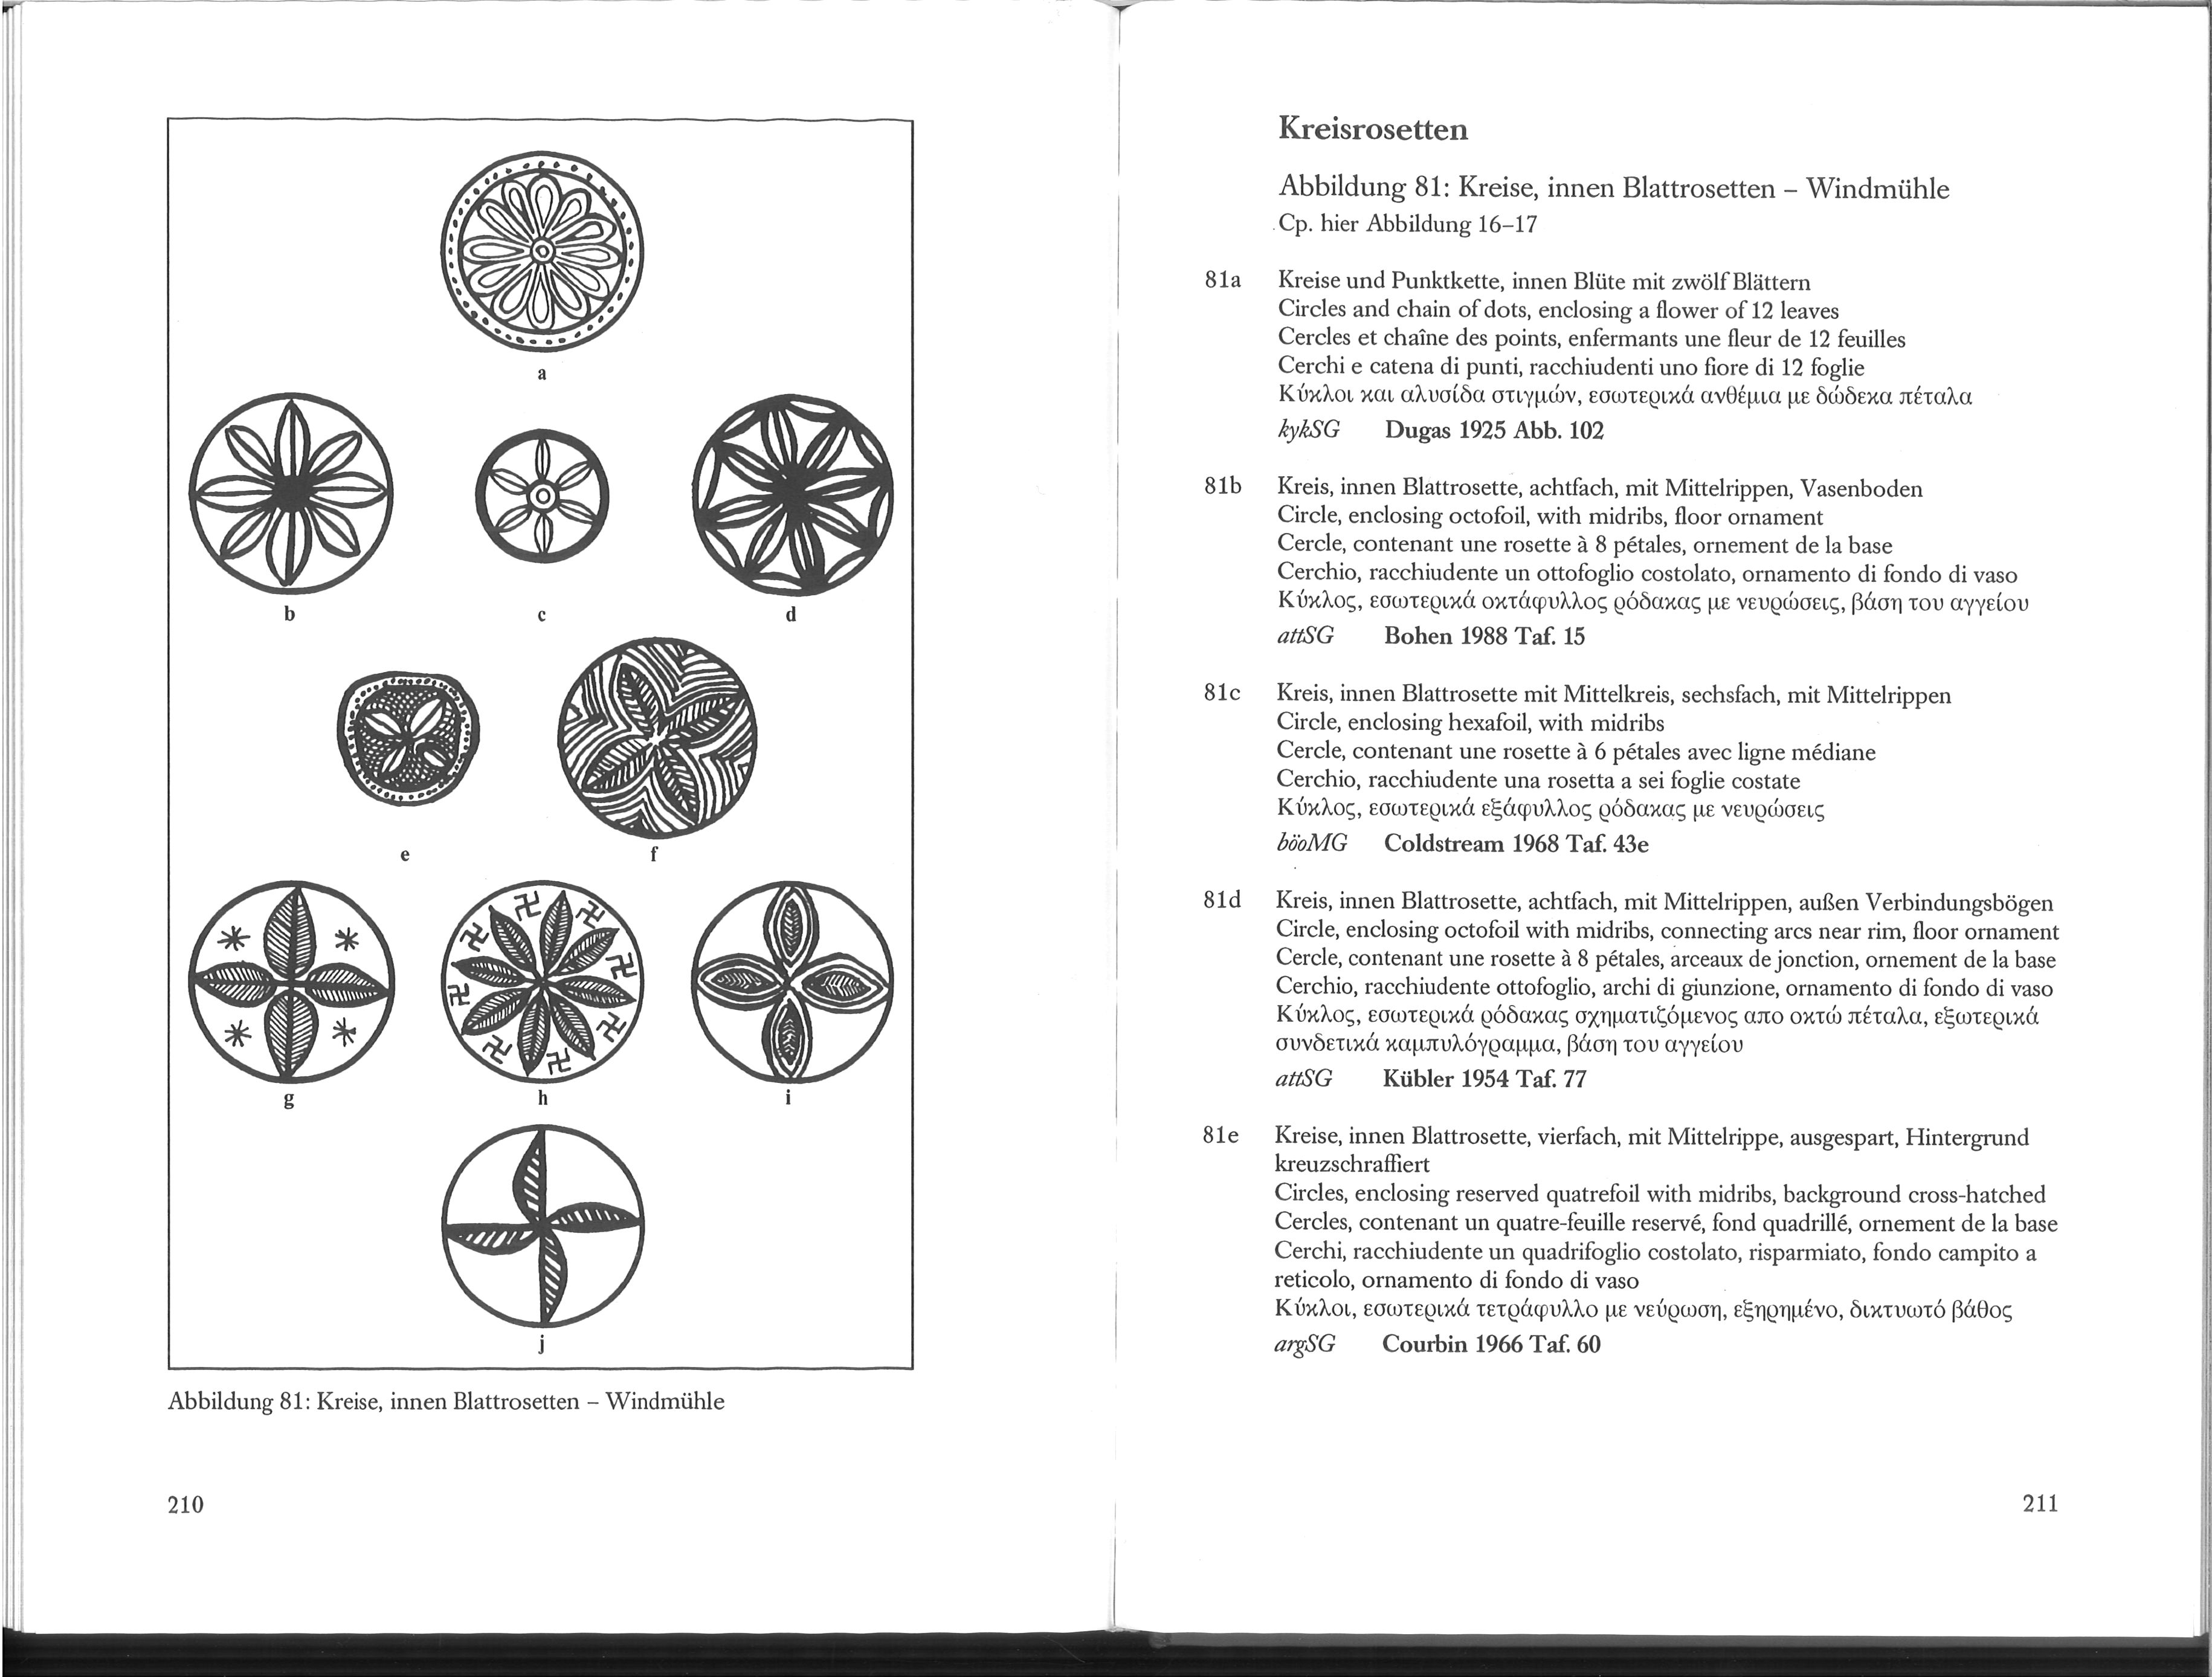 a
b
c
d
e
f
g
h
i
j
Abbildung 81: Kreise, innen Blattrosetten – Windmühle
210
Kreisrosetten
Abbildung 81: Kreise, innen Blattrosetten – Windmühle
Cp. hier Abbildung 16–17
81a Kreise und Punktkette, innen Blüte mit zwölf Blättern
Circles and chain of dots, enclosing a flower of 12 leaves
Cercles et chaîne des points, enfermants une fleur de 12 feuilles
Cerchi e catena di punti, racchiudenti uno fiore di 12 foglie
Κύκλοι και αλυσίδα στιγμών, εσωτερικά ανθέμια με δώδεκα πέταλα
kykSG Dugas 1925 Abb. 102
81b Kreis, innen Blattrosette, achtfach, mit Mittelrippen, Vasenboden
Circle, enclosing octofoil, with midribs, floor ornament
Cercle, contenant une rosette à 8 pétales, ornement de la base
Cerchio, racchiudente un ottofoglio costolato, ornamento di fondo di vaso
Κύκλος, εσωτερικά οκτάφυλλος ρόδακας με νευρώσεις, βάση του αγγείου
attSG Bohen 1988 Taf. 15
81c Kreis, innen Blattrosette mit Mittelkreis, sechsfach, mit Mittelrippen
Circle, enclosing hexafoil, with midribs
Cercle, contenant une rosette à 6 pétales avec ligne médiane
Cerchio, racchiudente una rosetta a sei foglie costate
Κύκλος, εσωτερικά εξάφυλλος ρόδακας με νευρώσεις
böoMG Coldstream 1968 Taf. 43e
81d Kreis, innen Blattrosette, achtfach, mit Mittelrippen, außen Verbindungsbögen
Circle, enclosing octofoil with midribs, connecting arcs near rim, floor ornament
Cercle, contenant une rosette à 8 pétales, arceaux de jonction, ornement de la base
Cerchio, racchiudente ottofoglio, archi di giunzione, ornamento di fondo di vaso
Κύκλος, εσωτερικά ρόδακας σχηματιζόμενος απο οκτώ πέταλα, εξωτερικά
συνδετικά καμπυλόγραμμα, βάση του αγγείου
attSG Kübler 1954 Taf. 77
81e Kreise, innen Blattrosette, vierfach, mit Mittelrippe, ausgespart, Hintergrund
kreuzschraffiert
Circles, enclosing reserved quatrefoil with midribs, background cross-hatched
Cercles, contenant un quatre-feuille reservé, fond quadrillé, ornement de la base
Cerchi, racchiudente un quadrifoglio costolato, risparmiato, fondo campito a
reticolo, ornamento di fondo di vaso
Κύκλοι, εσωτερικά τετράφυλλο με νεύρωση, εξηρημένο, δικτυωτό βάθος
argSG Courbin 1966 Taf. 60
211